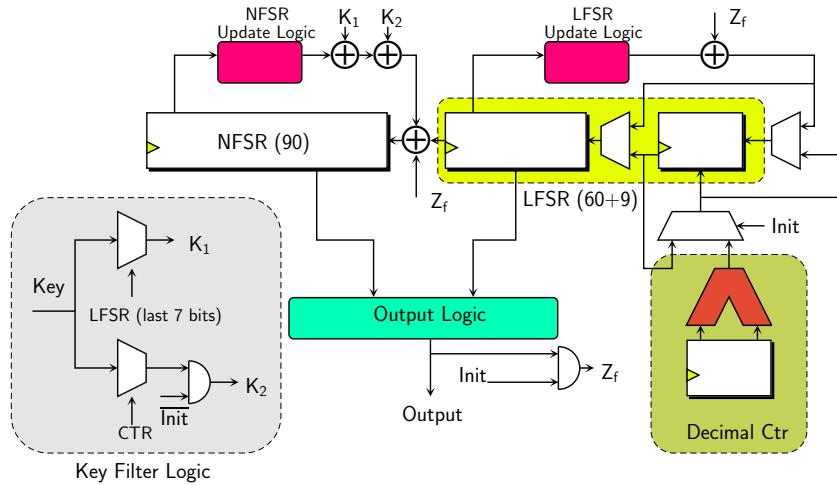 NFSR
Update Logic
K1
K2
LFSR
Update Logic
Zf
NFSR (90)
Zf
LFSR (60+9)
Init
Key
K1
LFSR (last 7 bits)
K2
Init
CTR
Key Filter Logic
Output Logic
Init
Zf
Output
Decimal Ctr